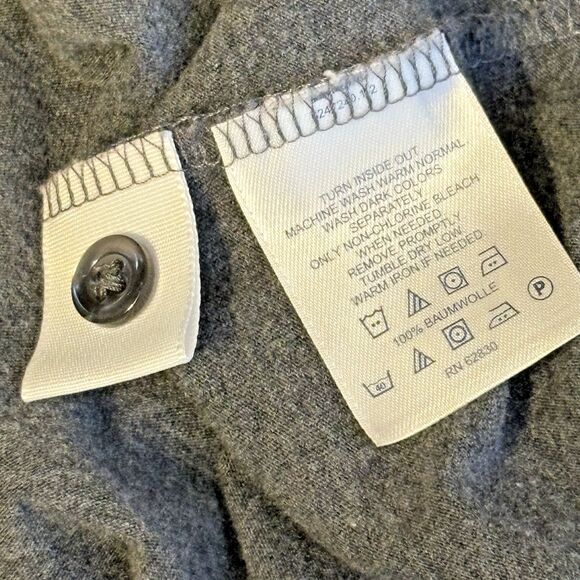 TURN INSIDE OUT
MACHINE WASH WARM NORMAL
WASH DARK COLORS
SEPARATELY
ONLY NON-CHLORINE BLEACH
WHEN NEEDED
REMOVE PROMPTLY
TUMBLE DRY LOW
WARM IRON IF NEEDED
P
100% BAUMWOLLE
40
RN 62830